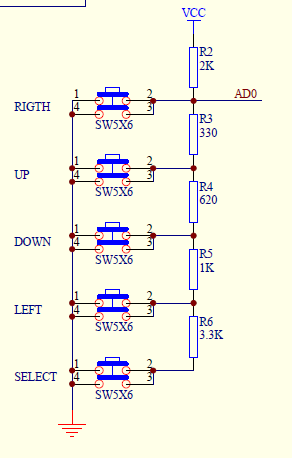 VCC
R2
2K
1 2 AD0
4 3
RIGTH
SW5X6
R3
330
1 2
4 3
UP
SW5X6
R4
620
1 2
4 3
DOWN
SW5X6
R5
1K
1 2
4 3
LEFT
SW5X6
R6
3.3K
1 2
4 3
SELECT
SW5X6